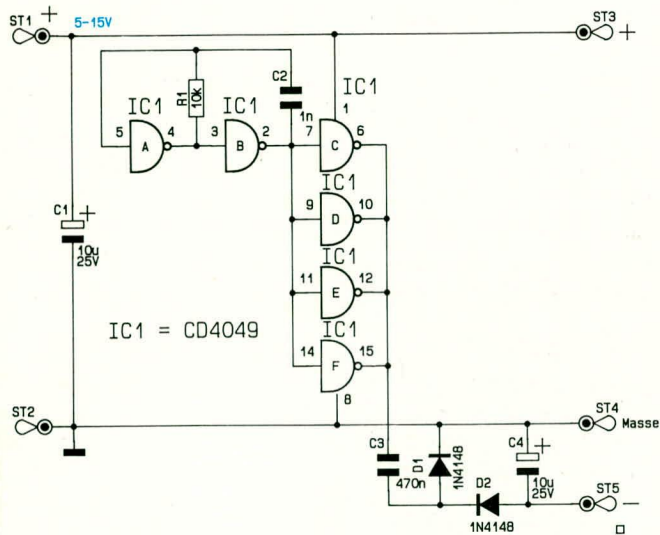 ST1 + 5-15V ST3 +
C2 IC1
IC1 R1 10k IC1 1n 1
5 A 4 3 B 2 7 C 6
IC1
9 D 10
C1 + IC1
10u 11 E 12
25V
IC1 = CD4049 IC1
14 F 15
8
ST2 ST4 Masse
C3 D1 1N4148 C4 +
470n D2 10u ST5 -
25V
1N4148